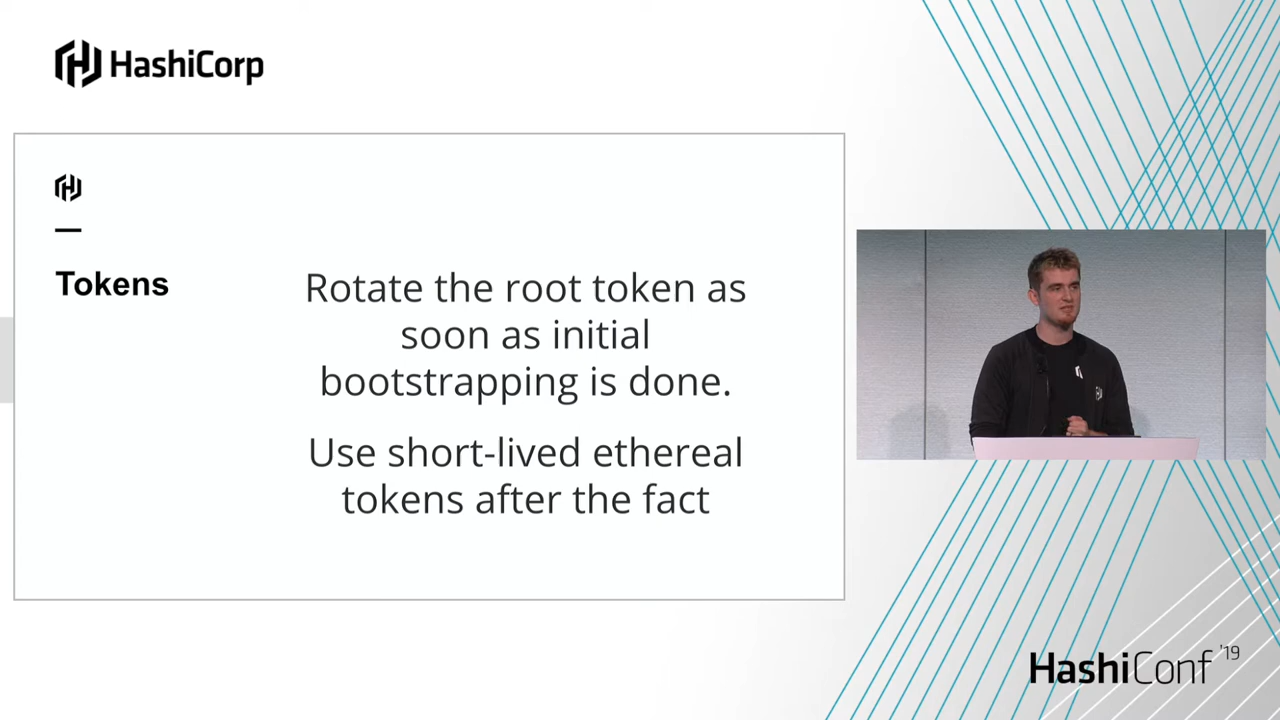 HashiCorp
Tokens
Rotate the root token as
soon as initial
bootstrapping is done.
Use short-lived ethereal
tokens after the fact
HashiConf '19